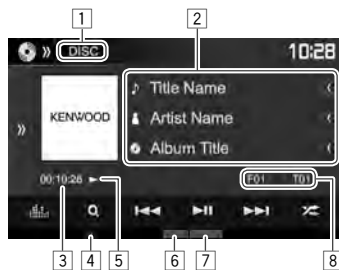 1 2
DISC 10:28
Title Name
KENWOOD
Artist Name
Album Title
00:10:26 F01 T01
3 4 5 6 7 8